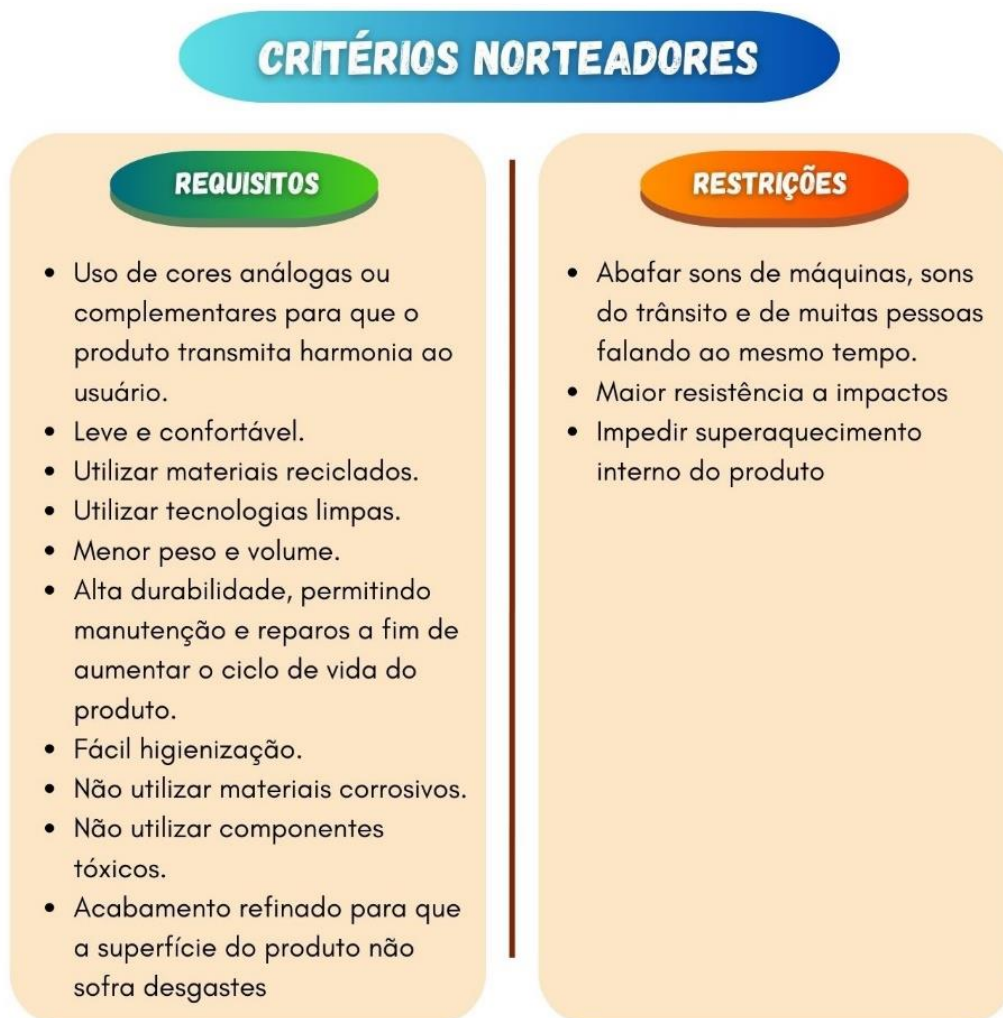 CRITÉRIOS NORTEADORES
REQUISITOS
• Uso de cores análogas ou
complementares para que o
produto transmita harmonia ao
usuário.
• Leve e confortável.
• Utilizar materiais reciclados.
• Utilizar tecnologias limpas.
• Menor peso e volume.
• Alta durabilidade, permitindo
manutenção e reparos a fim de
aumentar o ciclo de vida do
produto.
• Fácil higienização.
• Não utilizar materiais corrosivos.
• Não utilizar componentes
tóxicos.
• Acabamento refinado para que
a superfície do produto não
sofra desgastes
RESTRIÇÕES
• Abafar sons de máquinas, sons
do trânsito e de muitas pessoas
falando ao mesmo tempo.
• Maior resistência a impactos
• Impedir superaquecimento
interno do produto